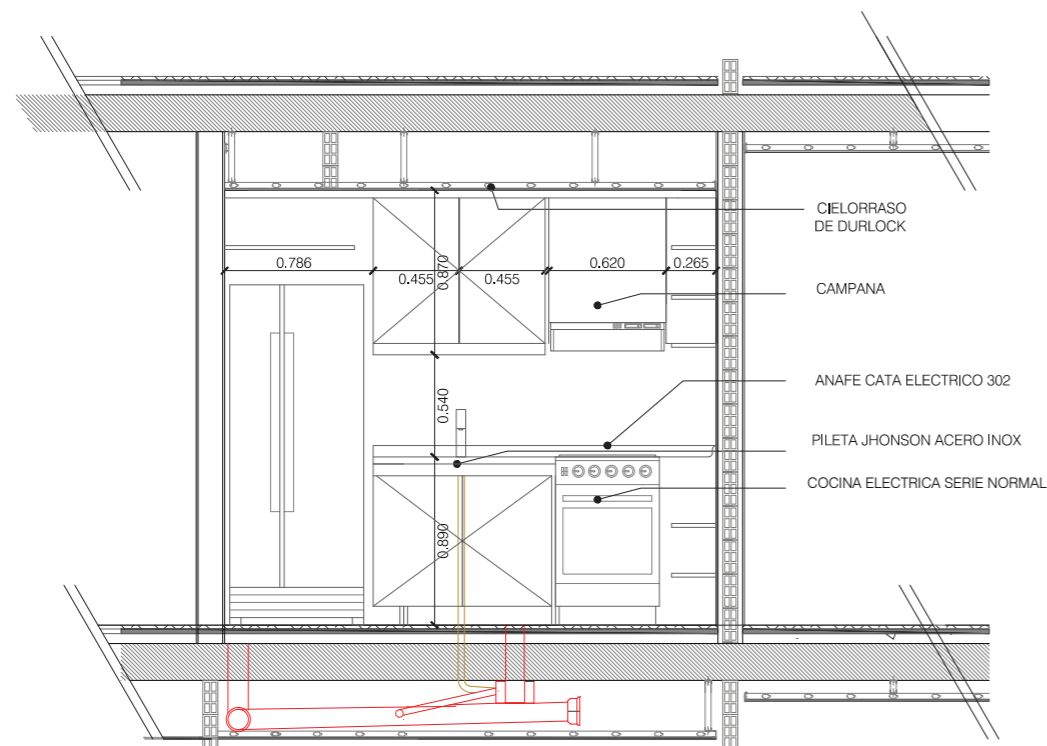 CIELORRASO
DE DURLOCK
0.786
0.455
0.870
0.455
0.620
0.265
CAMPANA
ANAFE CATA ELECTRICO 302
0.540
PILETA JHONSON ACERO INOX
COCINA ELECTRICA SERIE NORMAL
0.890